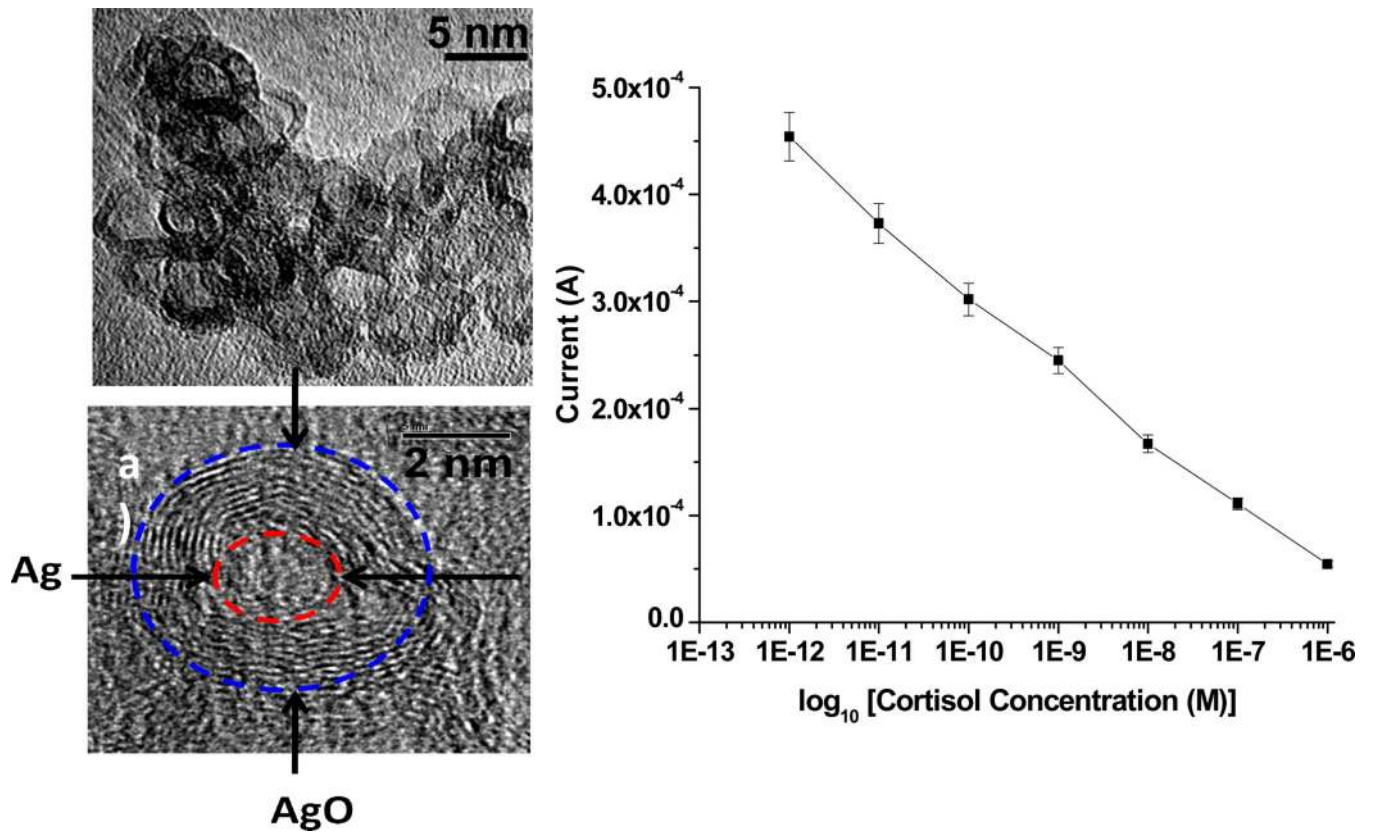 5 nm
a
)
2 nm
Ag
AgO
5.0x10⁻⁴
4.0x10⁻⁴
3.0x10⁻⁴
2.0x10⁻⁴
1.0x10⁻⁴
0.0
Current (A)
1E-13 1E-12 1E-11 1E-10 1E-9 1E-8 1E-7 1E-6
log₁₀ [Cortisol Concentration (M)]